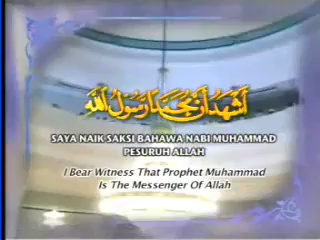 أشهد أن محمدا رسول الله
SAYA NAIK SAKSI BAHAWA NABI MUHAMMAD
PESURUH ALLAH
I Bear Witness That Prophet Muhammad
Is The Messenger Of Allah